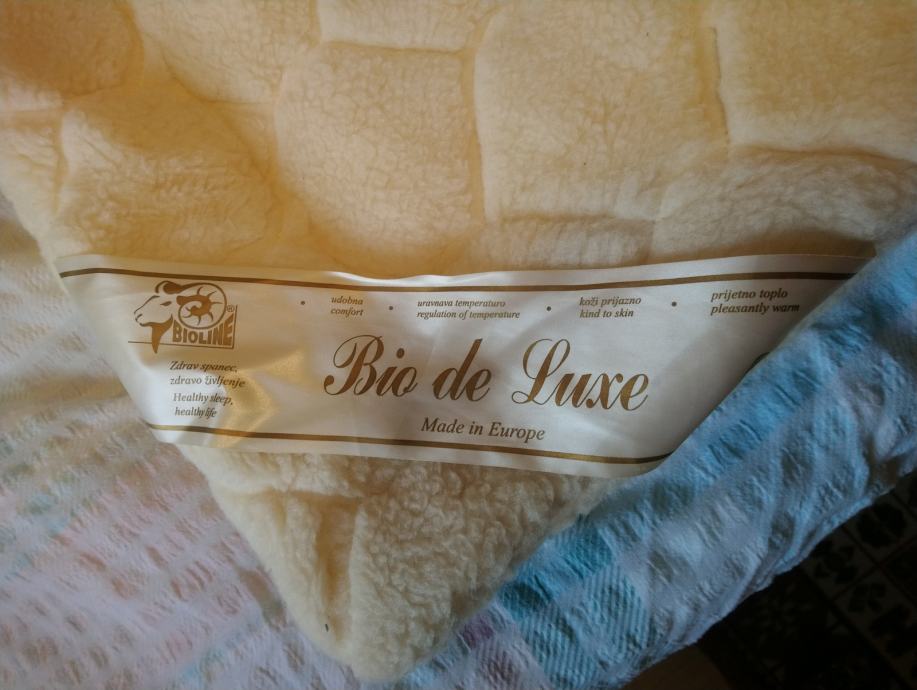 BIOLINE®
Zdrav spanec,
zdravo življenje
Healthy sleep,
healthy life
• udobna
comfort
• uravnava temperaturo
regulation of temperature
• koži prijazno
kind to skin
• prijetno toplo
pleasantly warm
Bio de Luxe
Made in Europe